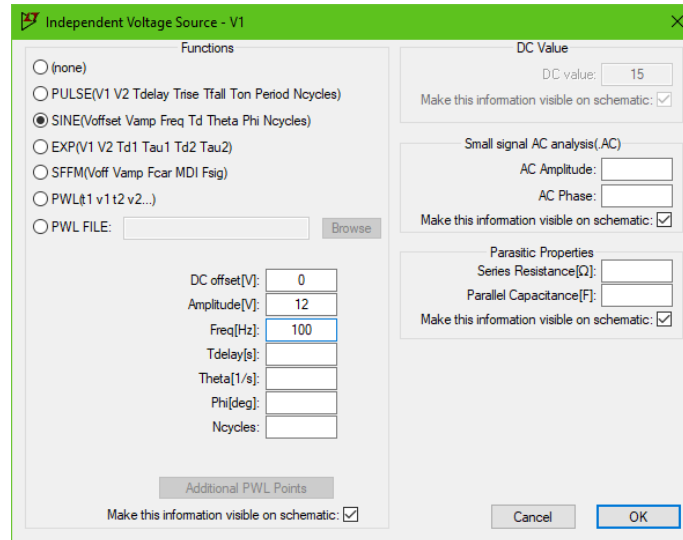 Independent Voltage Source - V1
Functions
(none)
PULSE(V1 V2 Tdelay Trise Tfall Ton Period Ncycles)
SINE(Voffset Vamp Freq Td Theta Phi Ncycles)
EXP(V1 V2 Td1 Tau1 Td2 Tau2)
SFFM(Voff Vamp Fcar MDI Fsig)
PWL(t1 v1 t2 v2...)
PWL FILE: Browse
DC offset[V]: 0
Amplitude[V]: 12
Freq[Hz]: 100
Tdelay[s]:
Theta[1/s]:
Phi[deg]:
Ncycles:
Additional PWL Points
Make this information visible on schematic:
DC Value
DC value: 15
Make this information visible on schematic:
Small signal AC analysis(.AC)
AC Amplitude:
AC Phase:
Make this information visible on schematic:
Parasitic Properties
Series Resistance[Ω]:
Parallel Capacitance[F]:
Make this information visible on schematic:
Cancel OK